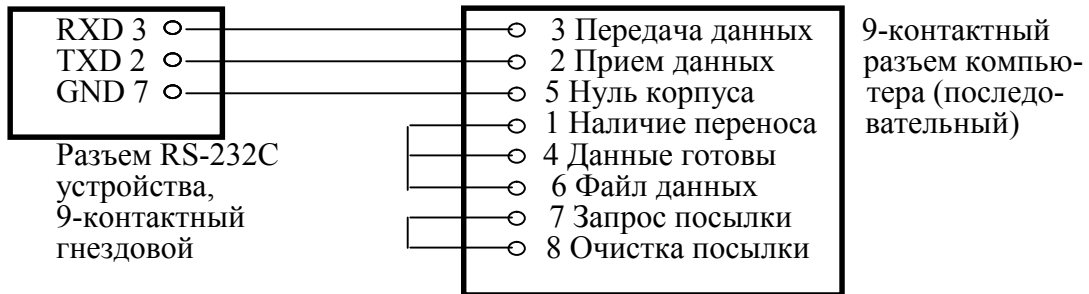 RXD 3
TXD 2
GND 7
Разъем RS-232C
устройства,
9-контактный
гнездовой
3 Передача данных
2 Прием данных
5 Нуль корпуса
1 Наличие переноса
4 Данные готовы
6 Файл данных
7 Запрос посылки
8 Очистка посылки
9-контактный
разъем компью-
тера (последо-
вательный)